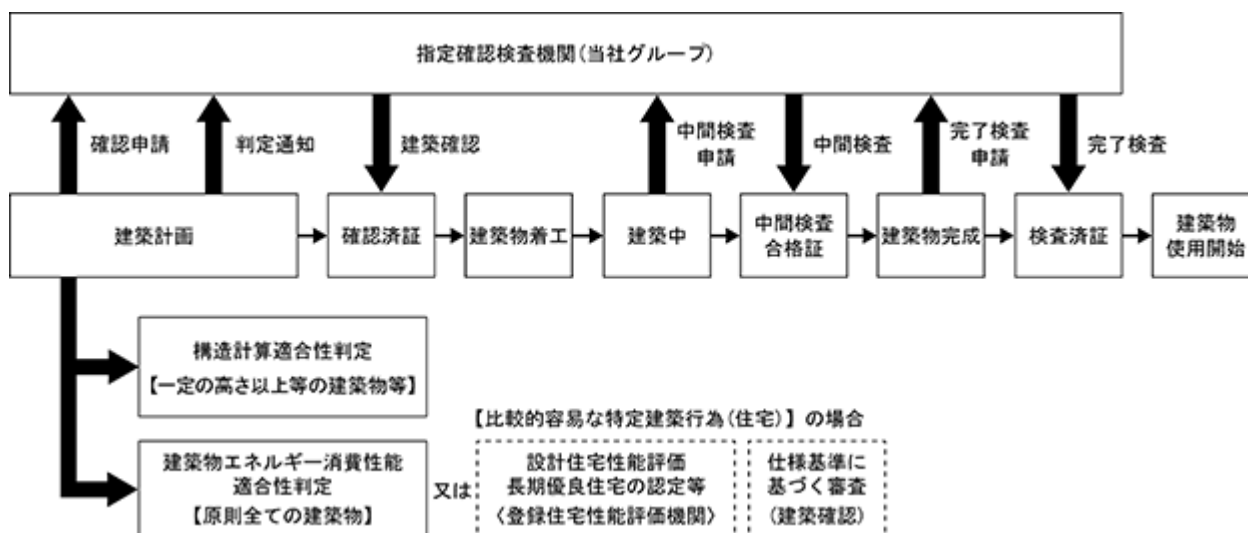 指定確認検査機関(当社グループ)
確認申請
判定通知
建築確認
中間検査
申請
中間検査
完了検査
申請
完了検査
建築計画
確認済証
建築物着工
建築中
中間検査
合格証
建築物完成
検査済証
建築物
使用開始
構造計算適合性判定
【一定の高さ以上等の建築物等】
【比較的容易な特定建築行為(住宅)】の場合
建築物エネルギー消費性能
適合性判定
【原則全ての建築物】
又は
設計住宅性能評価
長期優良住宅の認定等
〈登録住宅性能評価機関〉
仕様基準に
基づく審査
(建築確認)